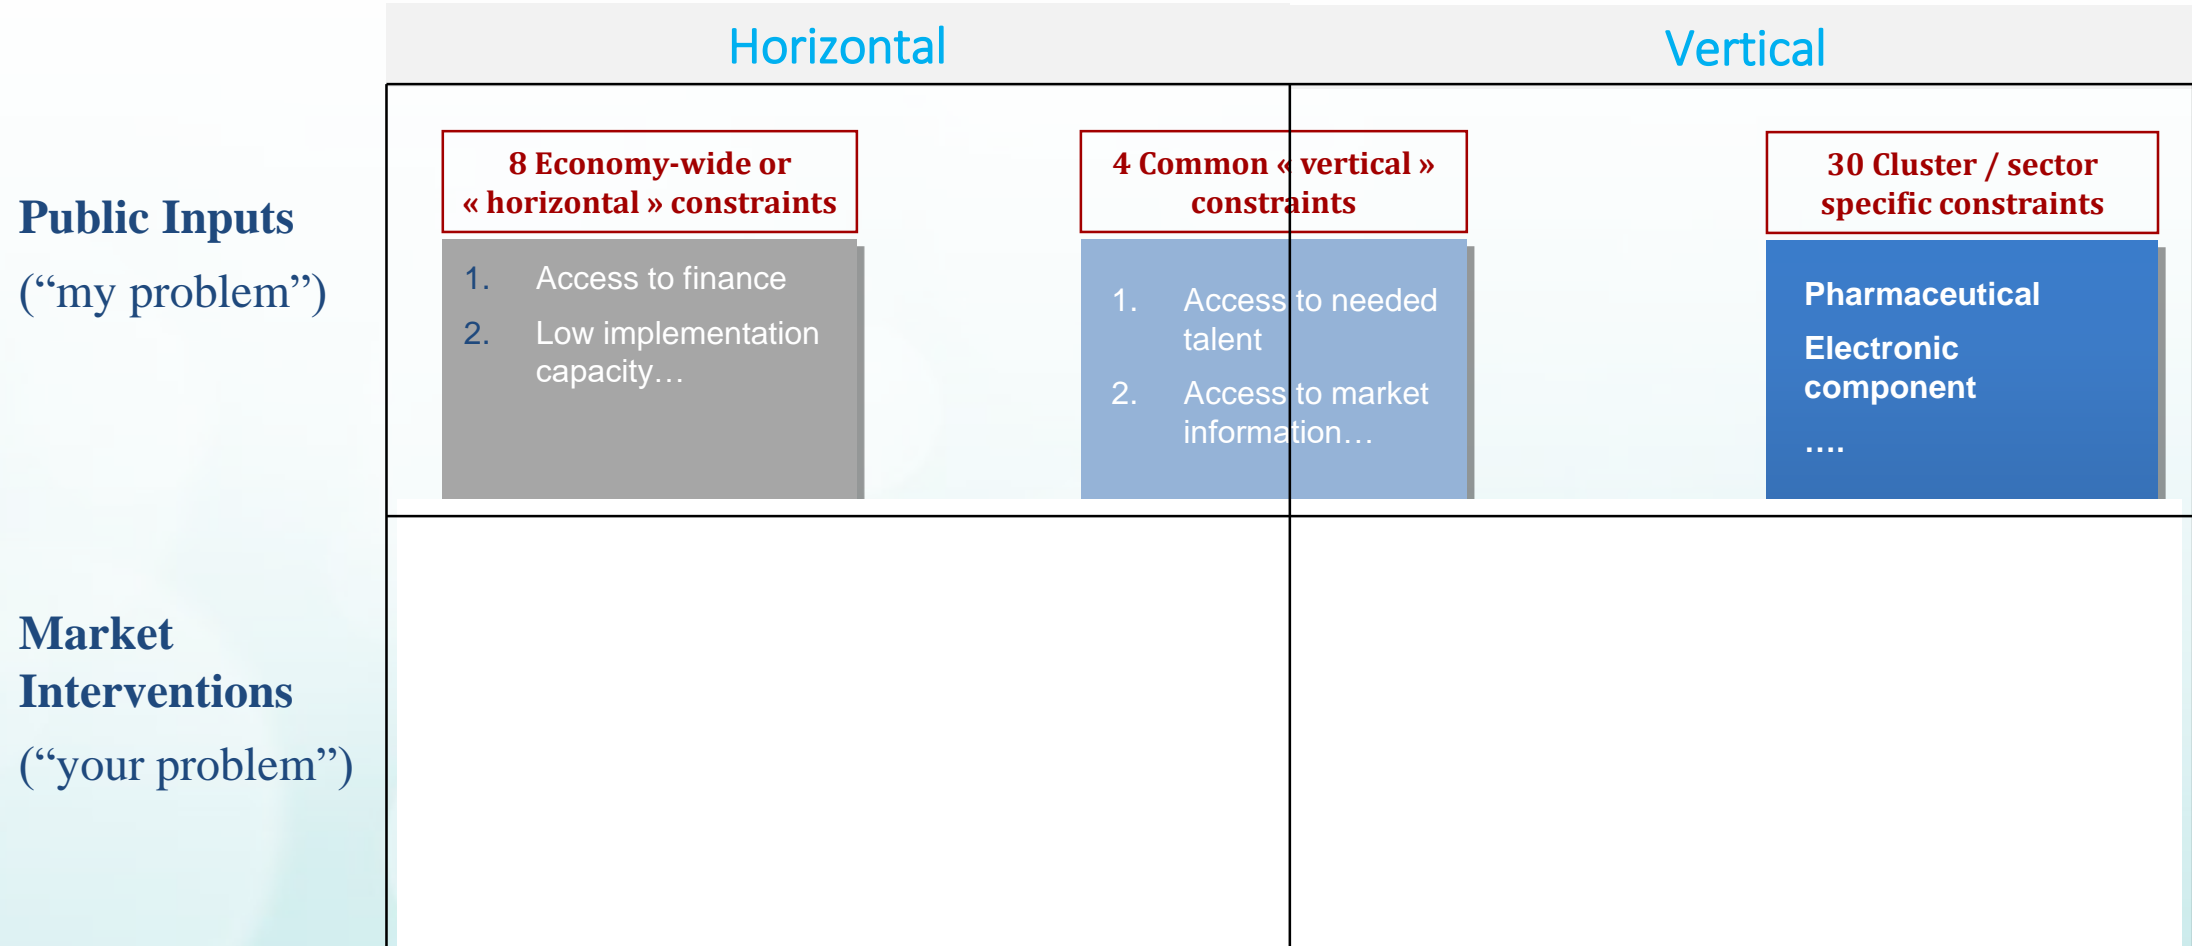 Horizontal
Vertical
Public Inputs
(“my problem”)
8 Economy-wide or
« horizontal » constraints
1. Access to finance
2. Low implementation
capacity…
4 Common « vertical »
constraints
1. Access to needed
talent
2. Access to market
information…
30 Cluster / sector
specific constraints
Pharmaceutical
Electronic
component
….
Market
Interventions
(“your problem”)